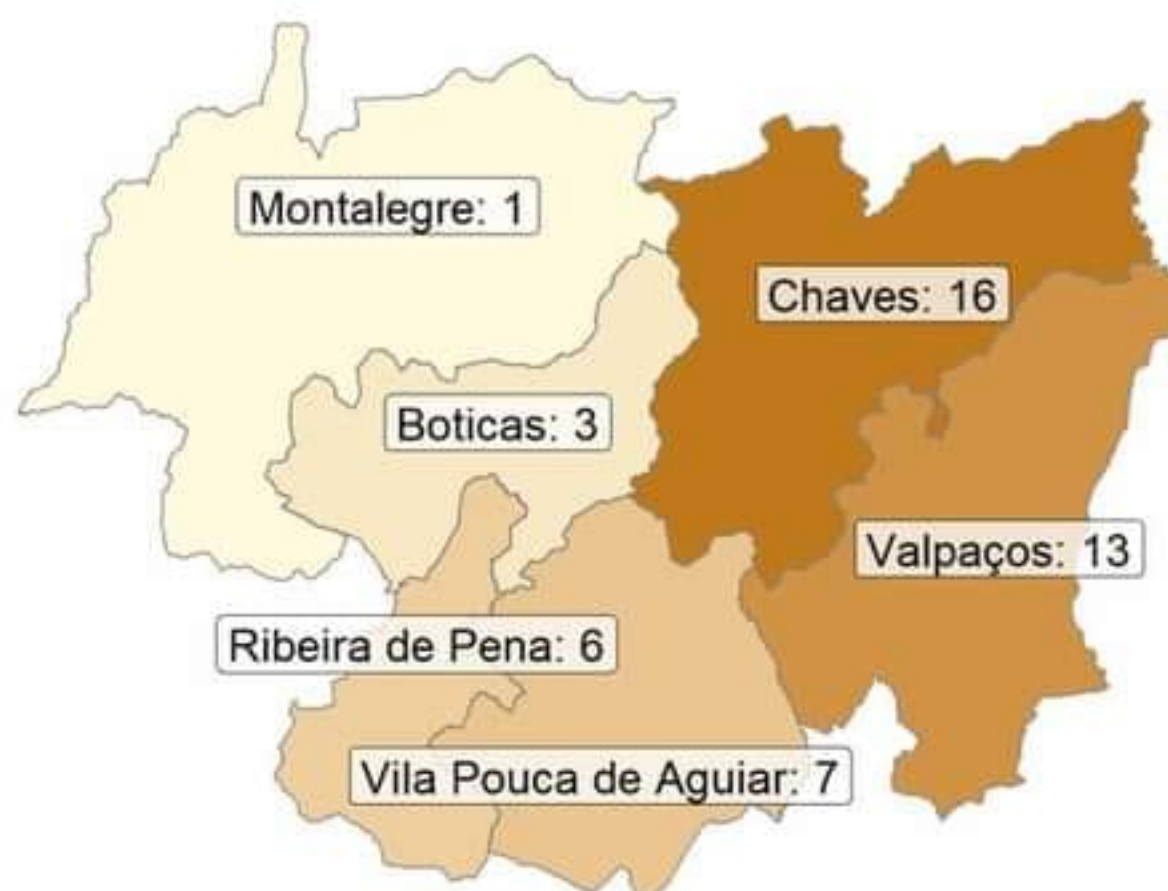 Montalegre: 1
Chaves: 16
Boticas: 3
Valpaços: 13
Ribeira de Pena: 6
Vila Pouca de Aguiar: 7